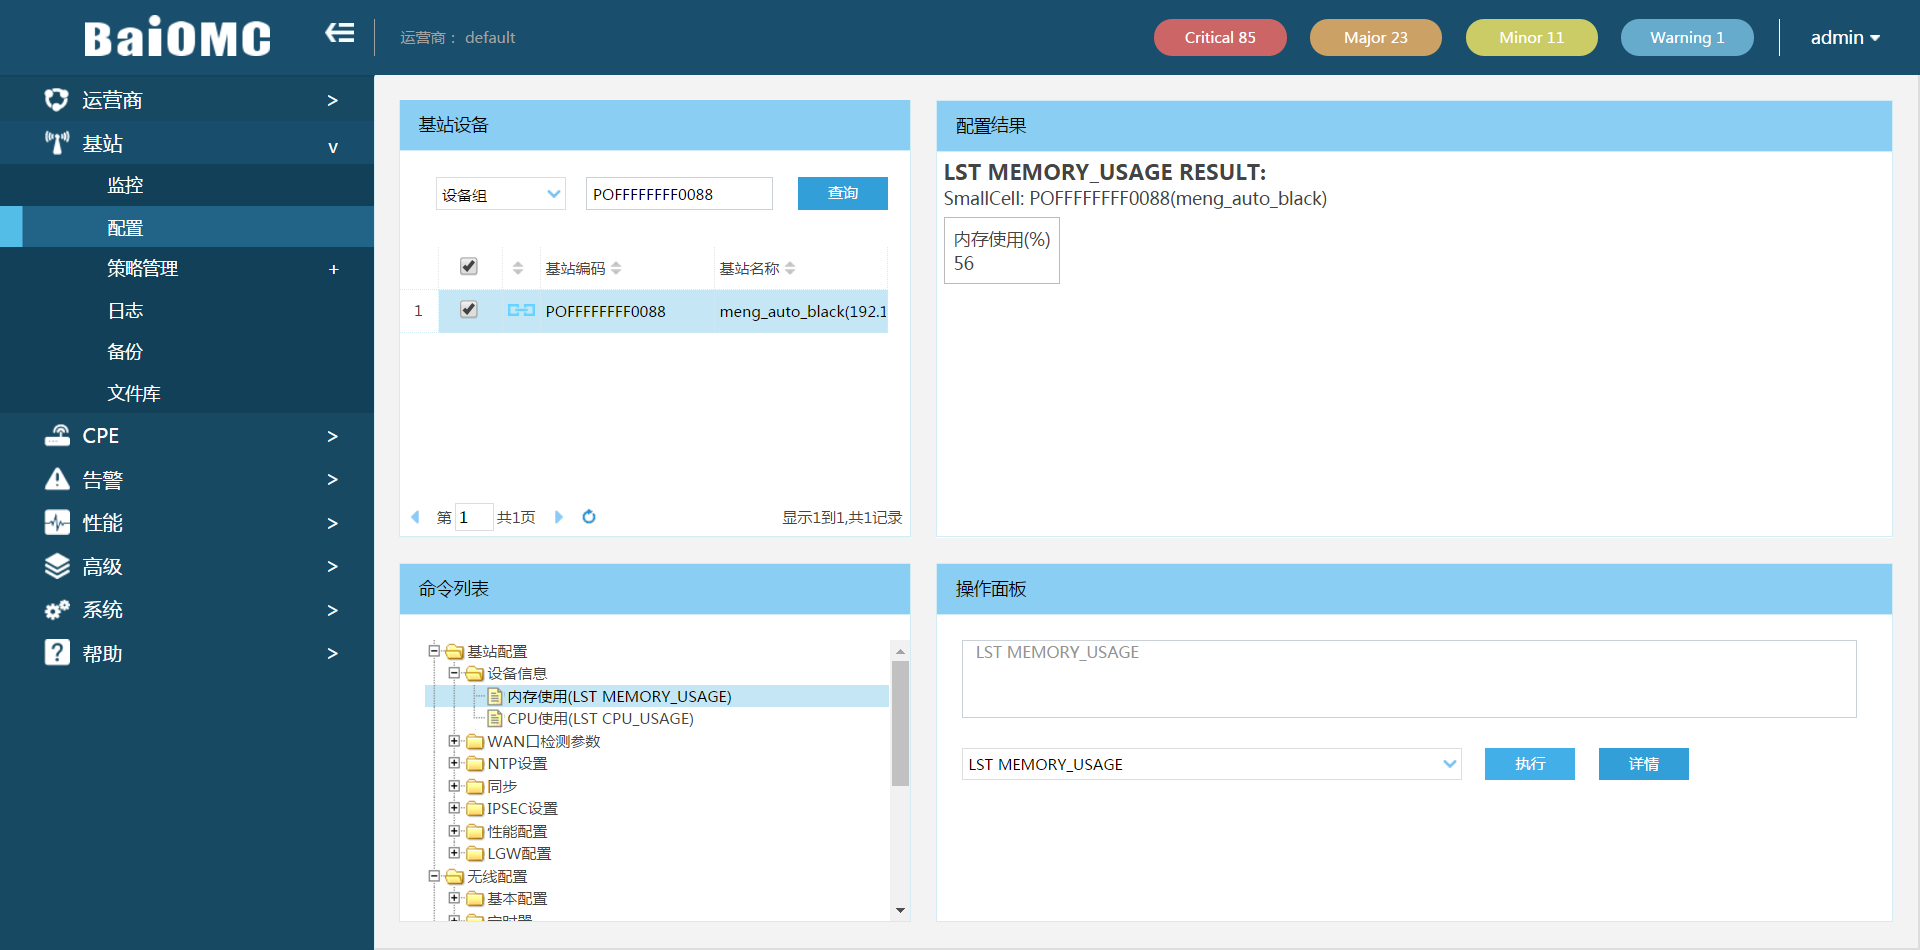 BaiOMC
运营商： default
Critical 85
Major 23
Minor 11
Warning 1
admin
运营商 >
基站 v
监控
配置
策略管理 +
日志
备份
文件库
CPE >
告警 >
性能 >
高级 >
系统 >
帮助 >
基站设备
设备组 POFFFFFFFF0088 查询
基站编码 基站名称
1 POFFFFFFFF0088 meng_auto_black(192.1
第 1 共1页 显示1到1,共1记录
配置结果
LST MEMORY_USAGE RESULT:
SmallCell: POFFFFFFFF0088(meng_auto_black)
内存使用(%)
56
命令列表
基站配置
设备信息
内存使用(LST MEMORY_USAGE)
CPU使用(LST CPU_USAGE)
WAN口检测参数
NTP设置
同步
IPSEC设置
性能配置
LGW配置
无线配置
基本配置
定时器
操作面板
LST MEMORY_USAGE
LST MEMORY_USAGE 执行 详情